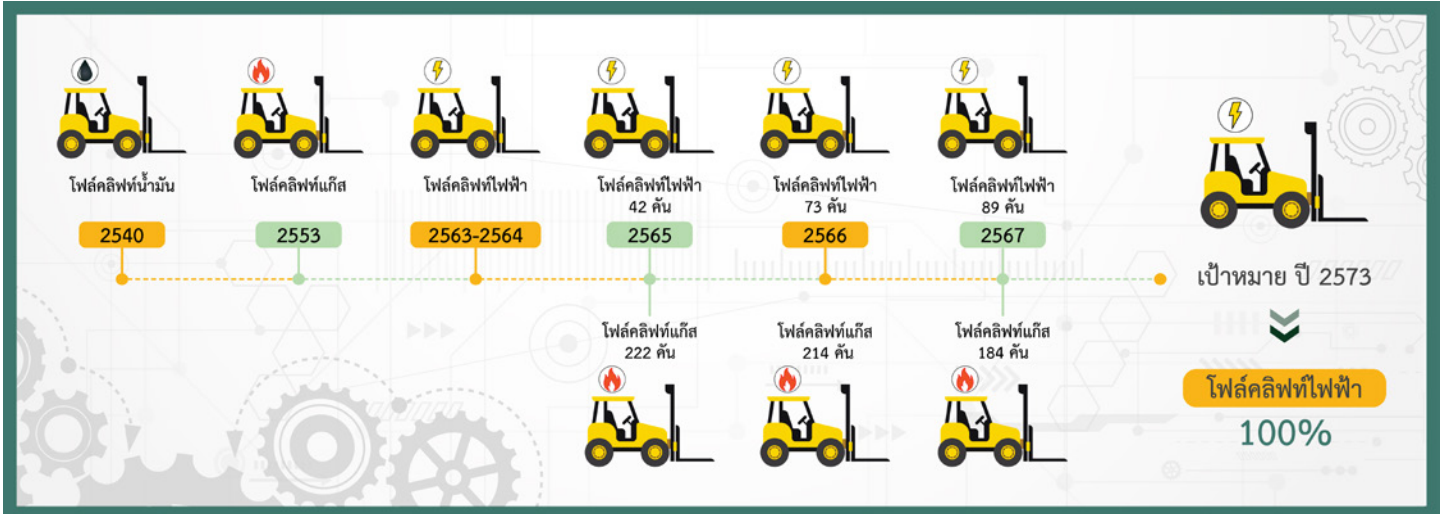 โฟล์คลิฟท์น้ำมัน
2540
โฟล์คลิฟท์แก๊ส
2553
โฟล์คลิฟท์ไฟฟ้า
2563-2564
โฟล์คลิฟท์ไฟฟ้า
42 คัน
2565
โฟล์คลิฟท์แก๊ส
222 คัน
โฟล์คลิฟท์ไฟฟ้า
73 คัน
2566
โฟล์คลิฟท์แก๊ส
214 คัน
โฟล์คลิฟท์ไฟฟ้า
89 คัน
2567
โฟล์คลิฟท์แก๊ส
184 คัน
เป้าหมาย ปี 2573
โฟล์คลิฟท์ไฟฟ้า
100%